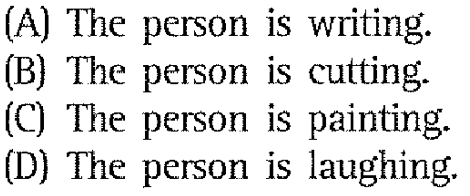 (A) The person is writing.
(B) The person is cutting.
(C) The person is painting.
(D) The person is laughing.